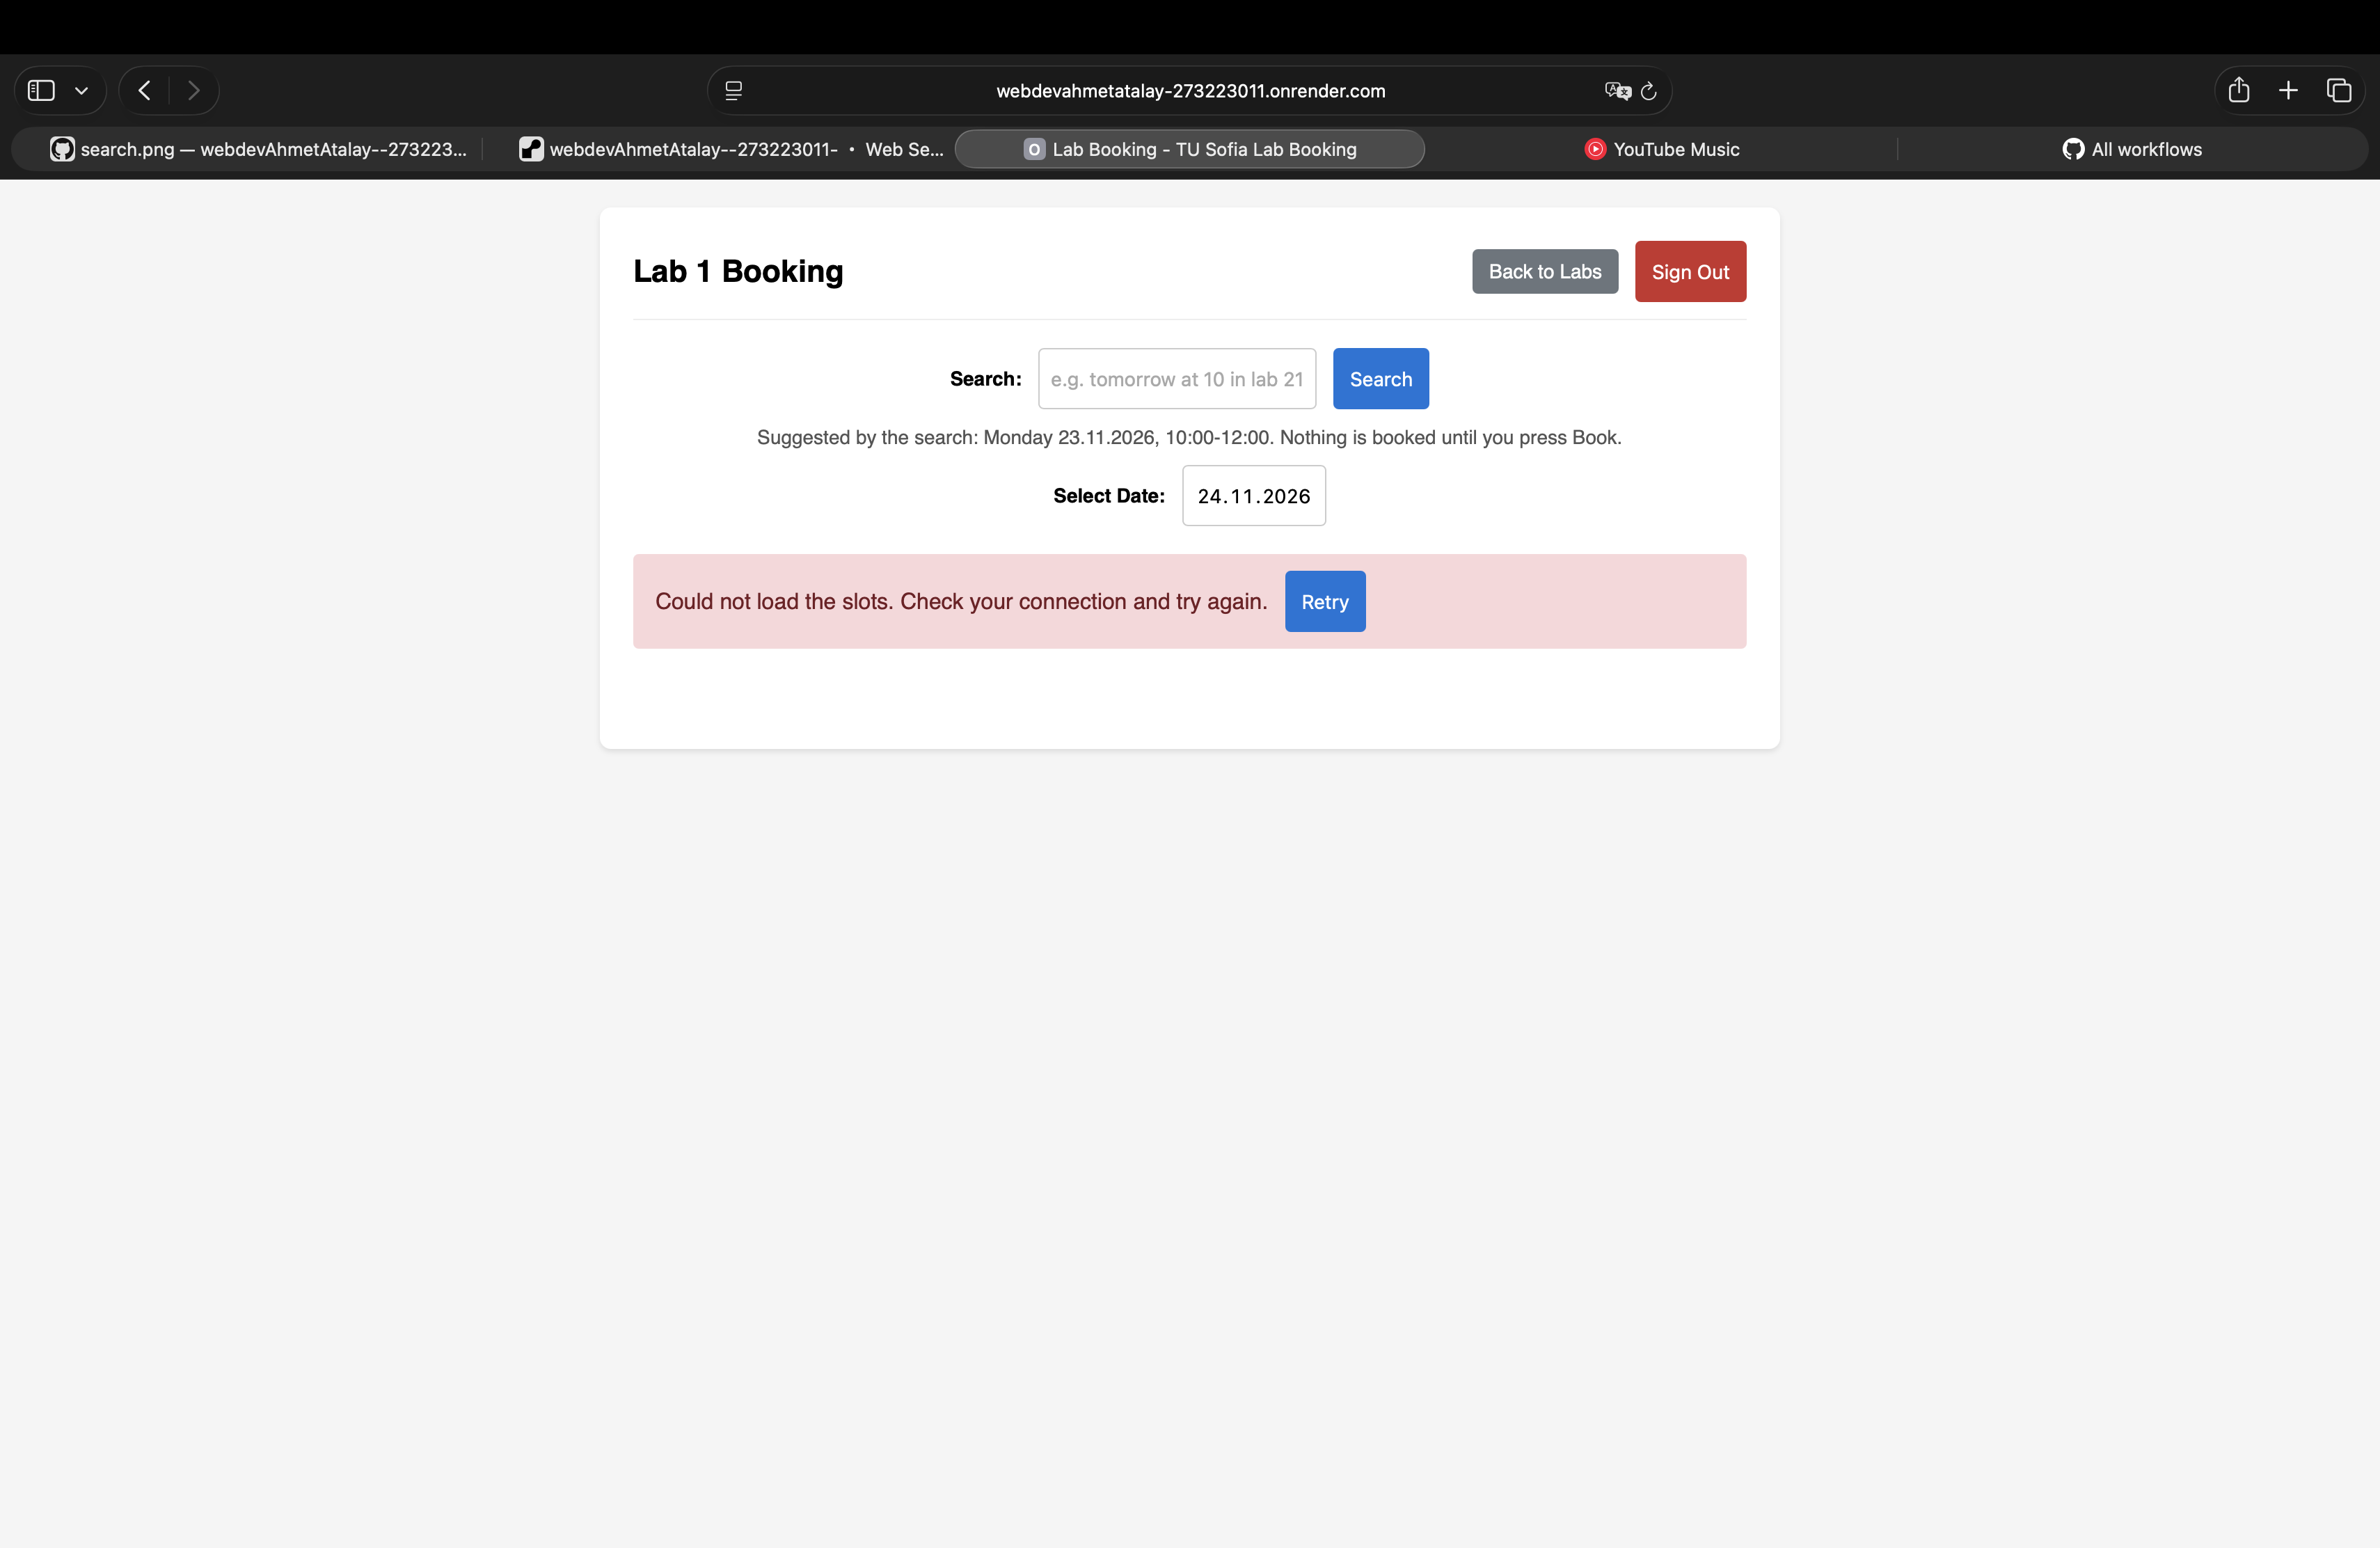 webdevahmetatalay-273223011.onrender.com
search.png — webdevAhmetAtalay--273223...
webdevAhmetAtalay--273223011- • Web Se...
O Lab Booking - TU Sofia Lab Booking
YouTube Music
All workflows
Lab 1 Booking
Back to Labs
Sign Out
Search: e.g. tomorrow at 10 in lab 21 Search
Suggested by the search: Monday 23.11.2026, 10:00-12:00. Nothing is booked until you press Book.
Select Date: 24.11.2026
Could not load the slots. Check your connection and try again. Retry